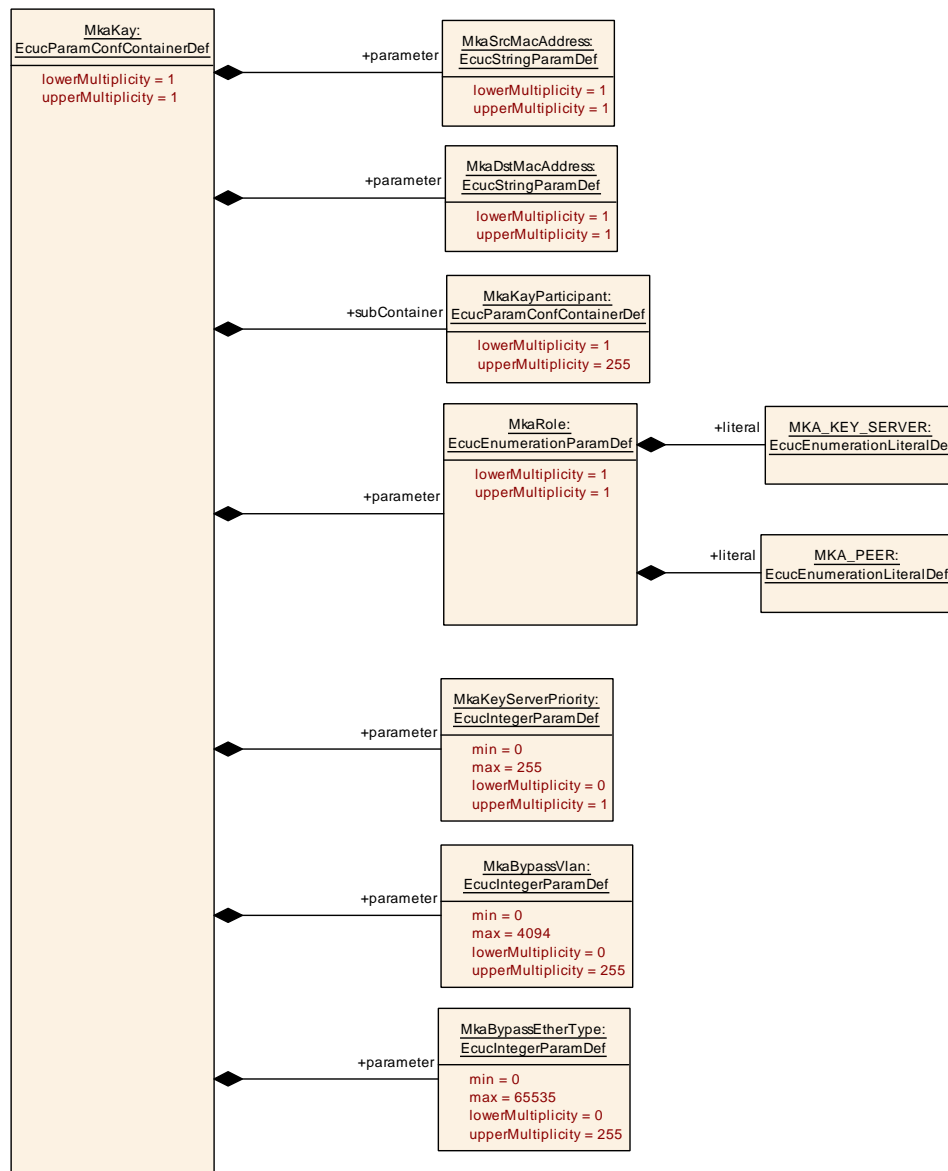 MkaKay:
EcucParamConfContainerDef
lowerMultiplicity = 1
upperMultiplicity = 1
+parameter
MkaSrcMacAddress:
EcucStringParamDef
lowerMultiplicity = 1
upperMultiplicity = 1
+parameter
MkaDstMacAddress:
EcucStringParamDef
lowerMultiplicity = 1
upperMultiplicity = 1
+subContainer
MkaKayParticipant:
EcucParamConfContainerDef
lowerMultiplicity = 1
upperMultiplicity = 255
+parameter
MkaRole:
EcucEnumerationParamDef
lowerMultiplicity = 1
upperMultiplicity = 1
+literal
MKA_KEY_SERVER:
EcucEnumerationLiteralDe
+literal
MKA_PEER:
EcucEnumerationLiteralDef
+parameter
MkaKeyServerPriority:
EcucIntegerParamDef
min = 0
max = 255
lowerMultiplicity = 0
upperMultiplicity = 1
+parameter
MkaBypassVlan:
EcucIntegerParamDef
min = 0
max = 4094
lowerMultiplicity = 0
upperMultiplicity = 255
+parameter
MkaBypassEtherType:
EcucIntegerParamDef
min = 0
max = 65535
lowerMultiplicity = 0
upperMultiplicity = 255